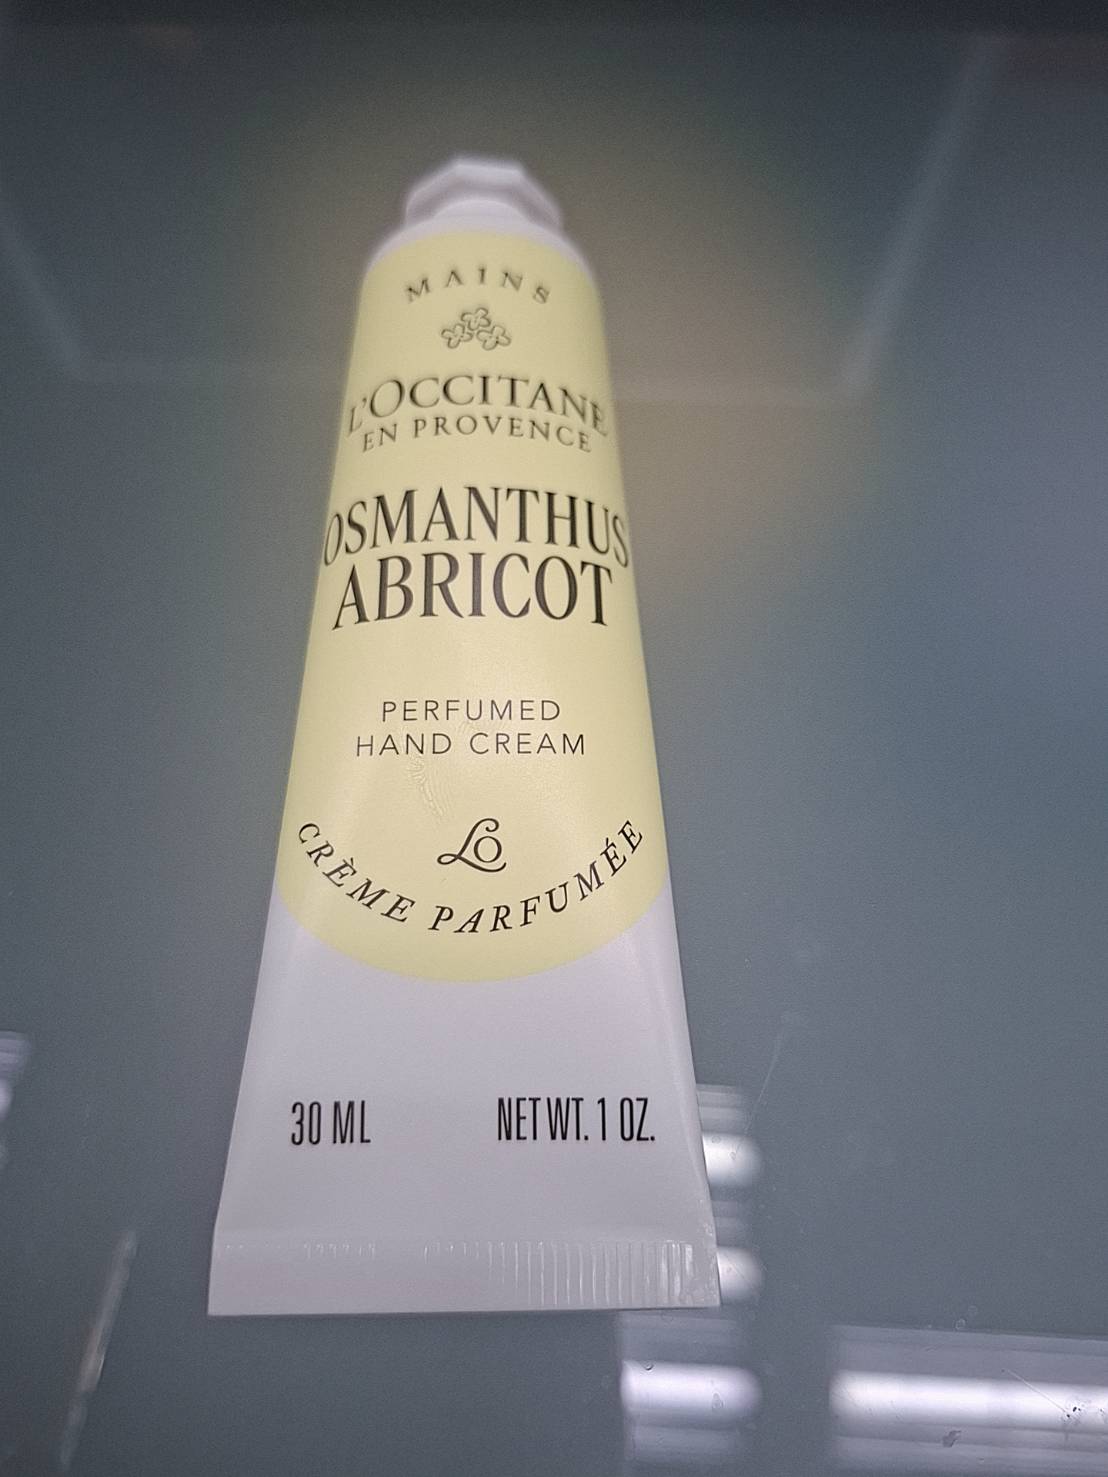 MAINS
L'OCCITANE
EN PROVENCE
OSMANTHUS
ABRICOT
PERFUMED
HAND CREAM
LO
CRÈME PARFUMÉE
30 ML NET WT. 1 OZ.